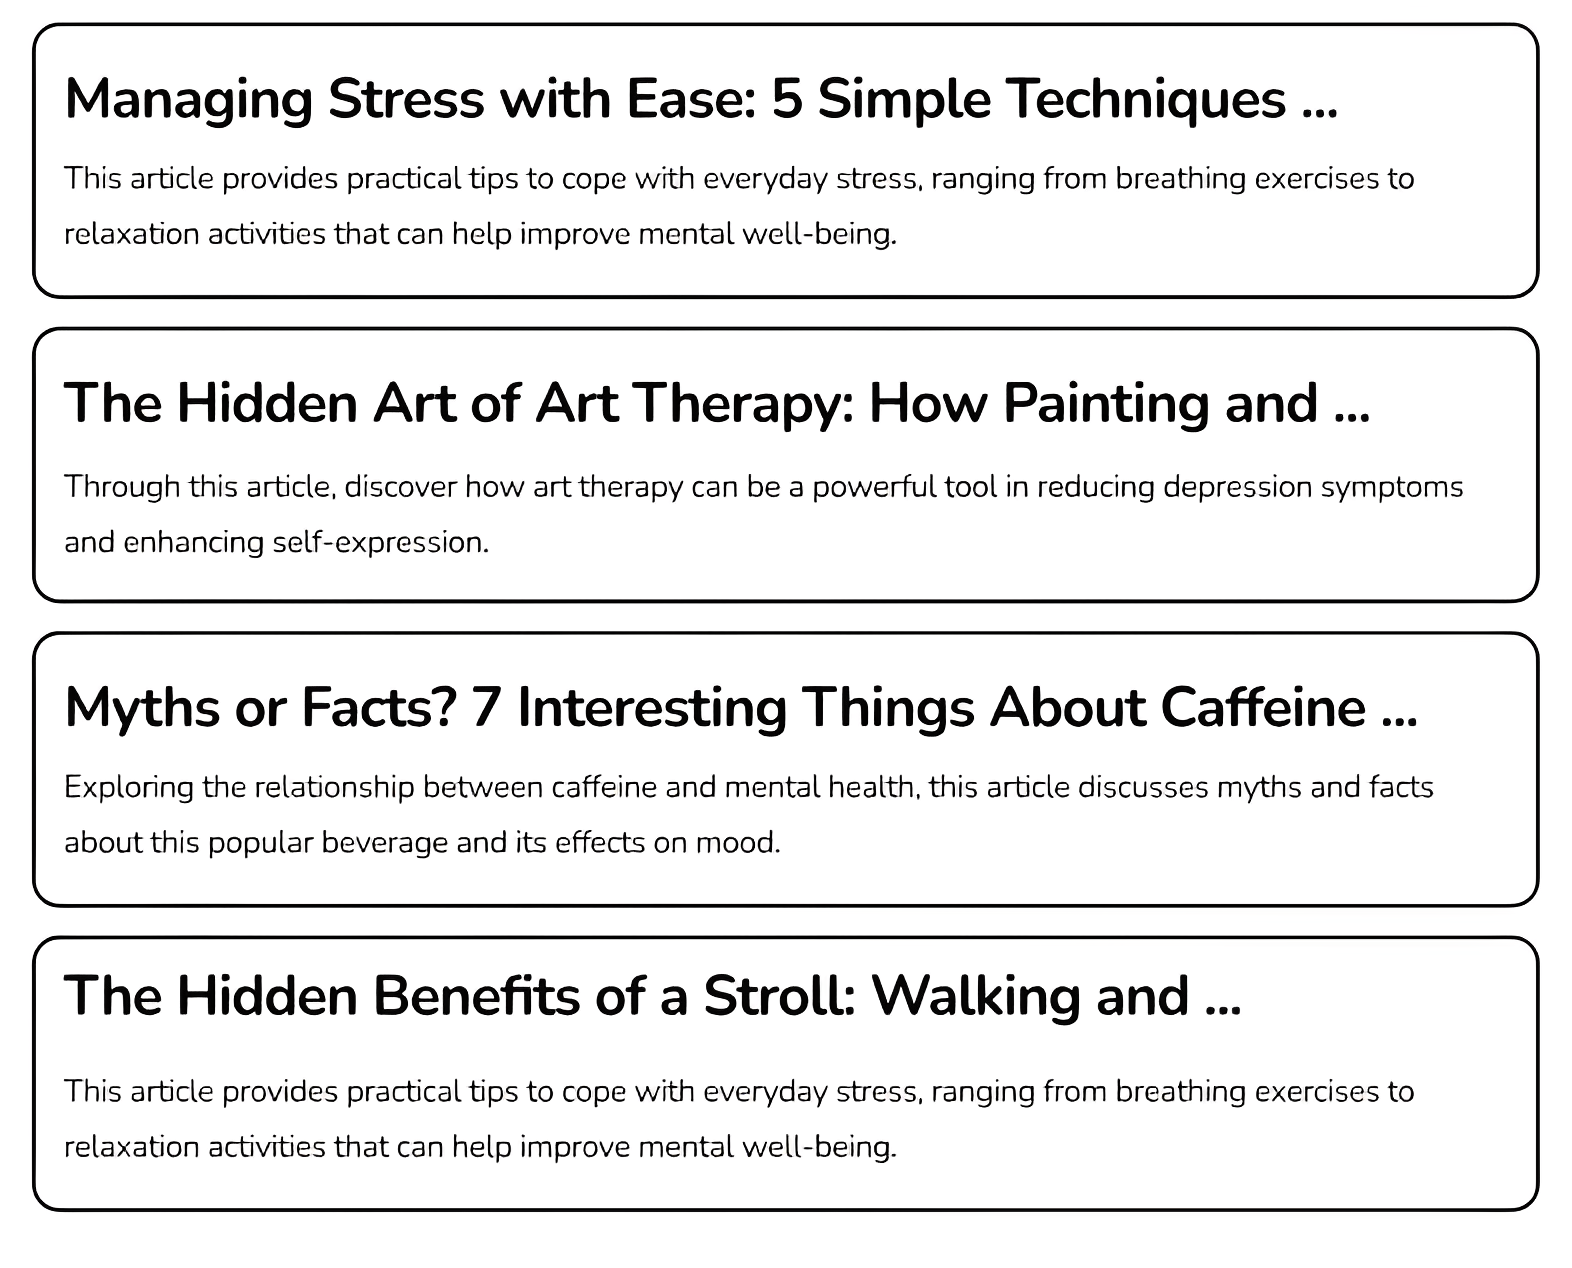 Managing Stress with Ease: 5 Simple Techniques ...
This article provides practical tips to cope with everyday stress, ranging from breathing exercises to
relaxation activities that can help improve mental well-being.
The Hidden Art of Art Therapy: How Painting and ...
Through this article, discover how art therapy can be a powerful tool in reducing depression symptoms
and enhancing self-expression.
Myths or Facts? 7 Interesting Things About Caffeine ...
Exploring the relationship between caffeine and mental health, this article discusses myths and facts
about this popular beverage and its effects on mood.
The Hidden Benefits of a Stroll: Walking and ...
This article provides practical tips to cope with everyday stress, ranging from breathing exercises to
relaxation activities that can help improve mental well-being.